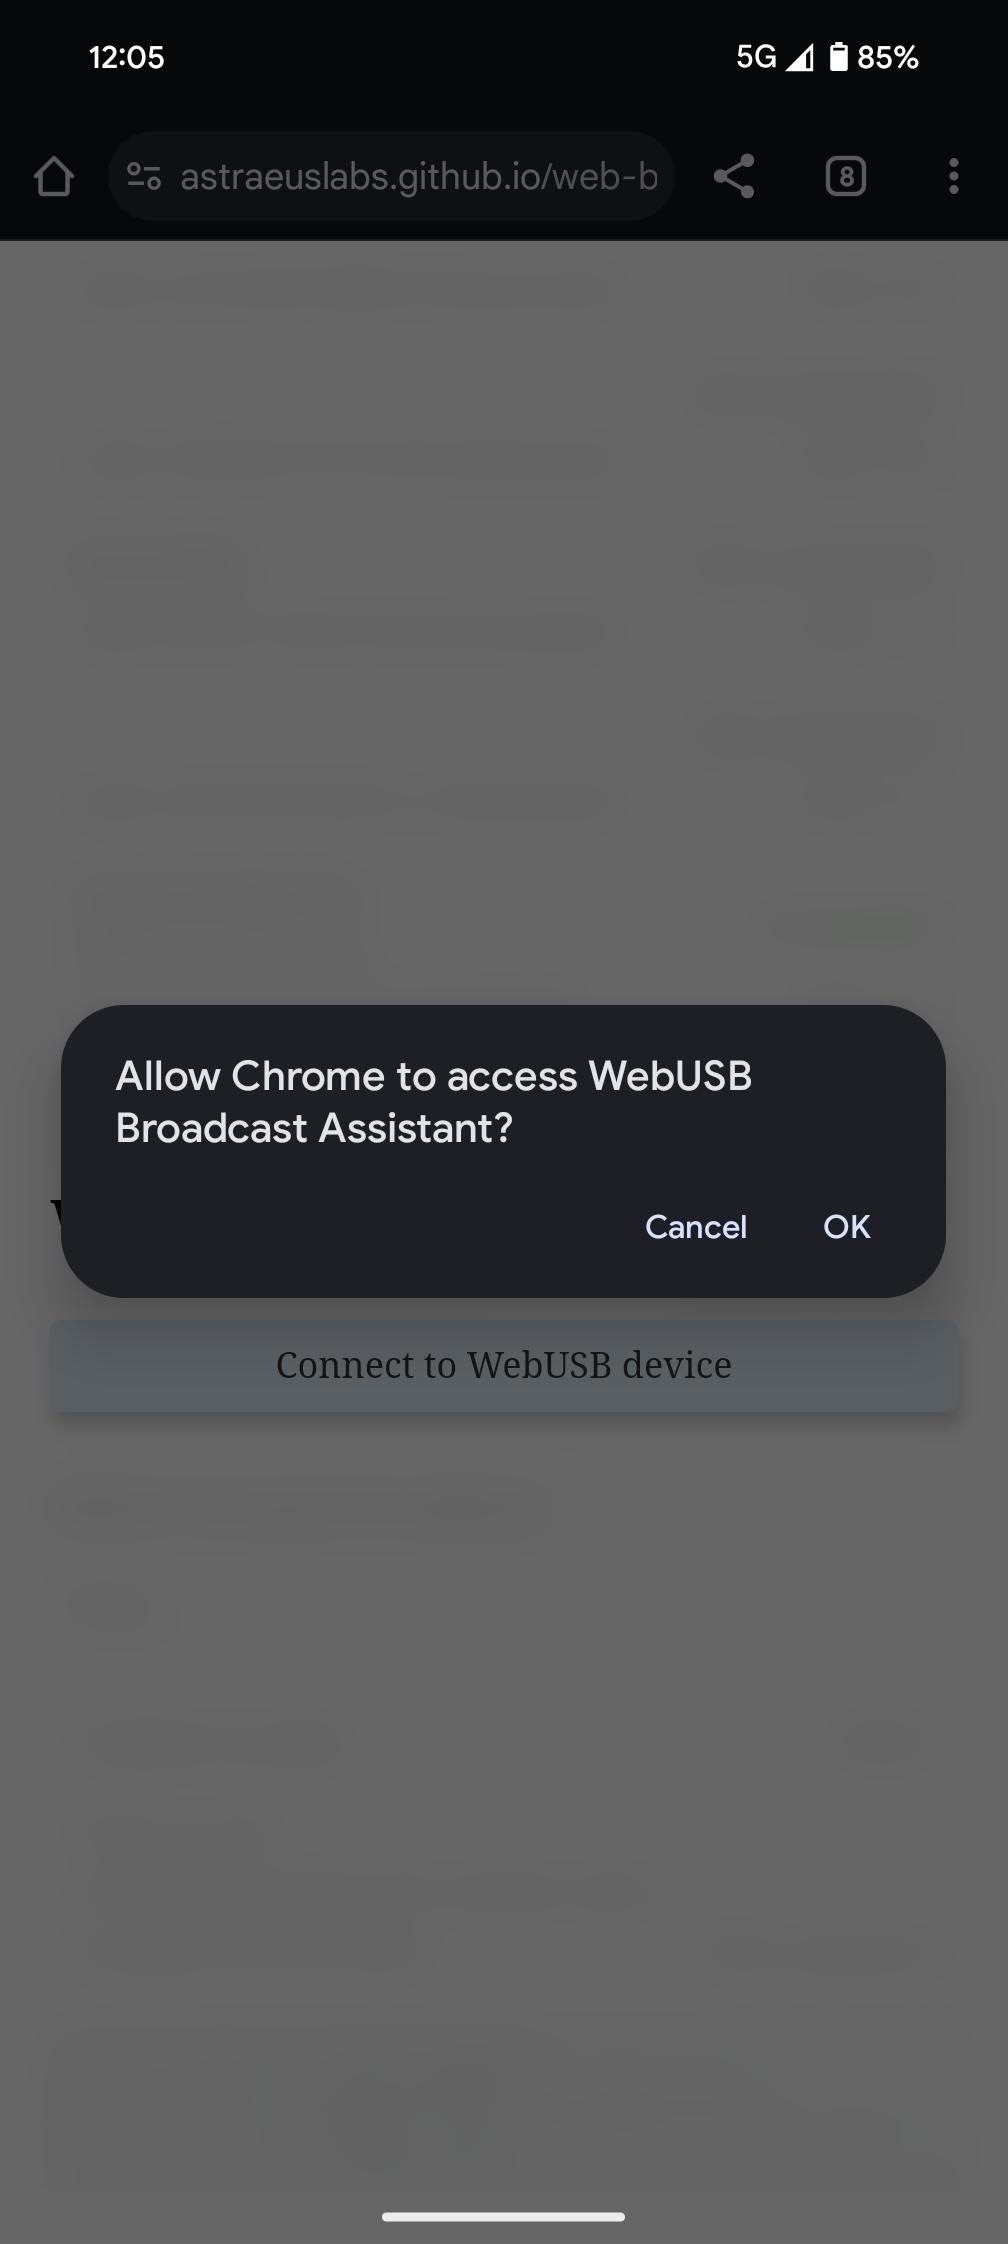 12:05
5G 85%
astraeuslabs.github.io/web-b
8
Allow Chrome to access WebUSB
Broadcast Assistant?
Cancel OK
Connect to WebUSB device